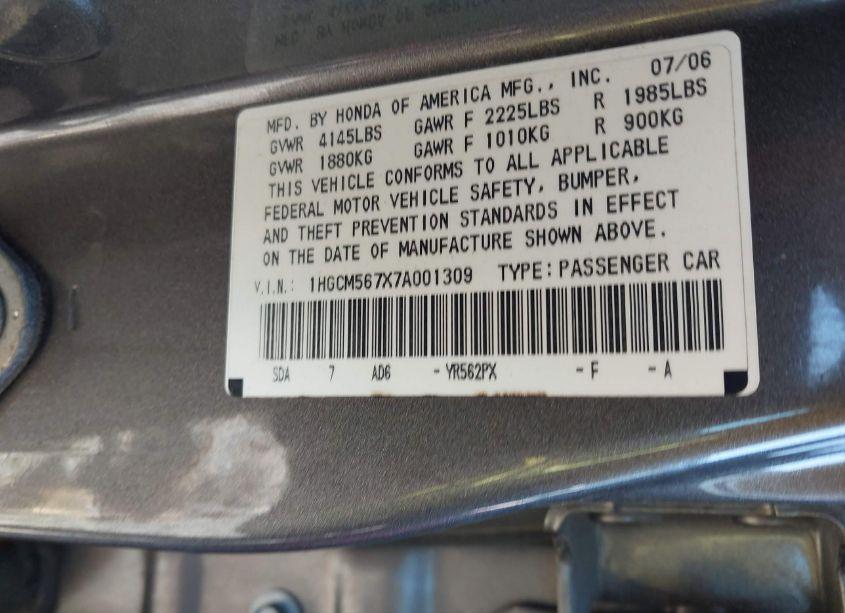 MFD. BY HONDA OF AMERICA MFG., INC. 07/06
GVWR 4145LBS GAWR F 2225LBS R 1985LBS
GVWR 1880KG GAWR F 1010KG R 900KG
THIS VEHICLE CONFORMS TO ALL APPLICABLE
FEDERAL MOTOR VEHICLE SAFETY, BUMPER,
AND THEFT PREVENTION STANDARDS IN EFFECT
ON THE DATE OF MANUFACTURE SHOWN ABOVE.
V.I.N.: 1HGCM567X7A001309 TYPE: PASSENGER CAR
SDA 7 AD6 - YR562PX - F - A